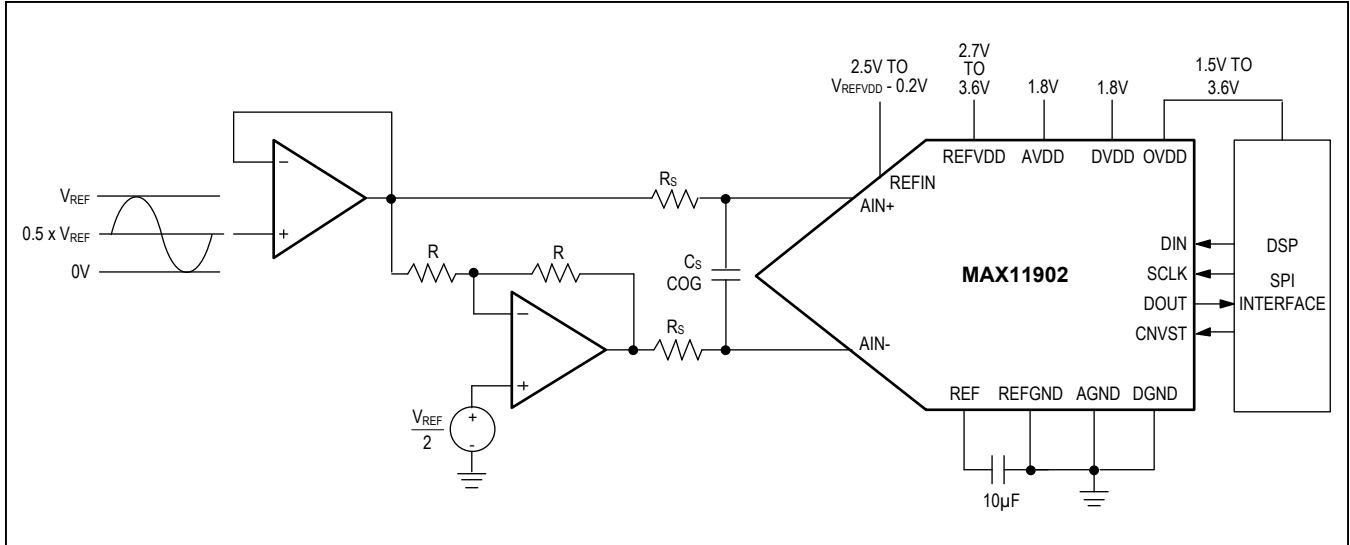 2.5V TO
VREFVDD - 0.2V
2.7V
TO
3.6V
1.8V
1.8V
1.5V TO
3.6V
REFVDD
AVDD
DVDD
OVDD
REFIN
AIN+
VREF
0.5 x VREF
0V
-
+
RS
R
R
CS
COG
RS
-
+
VREF
2
+
-
MAX11902
AIN-
DIN
SCLK
DOUT
CNVST
DSP
SPI
INTERFACE
REF
REFGND
AGND
DGND
10µF